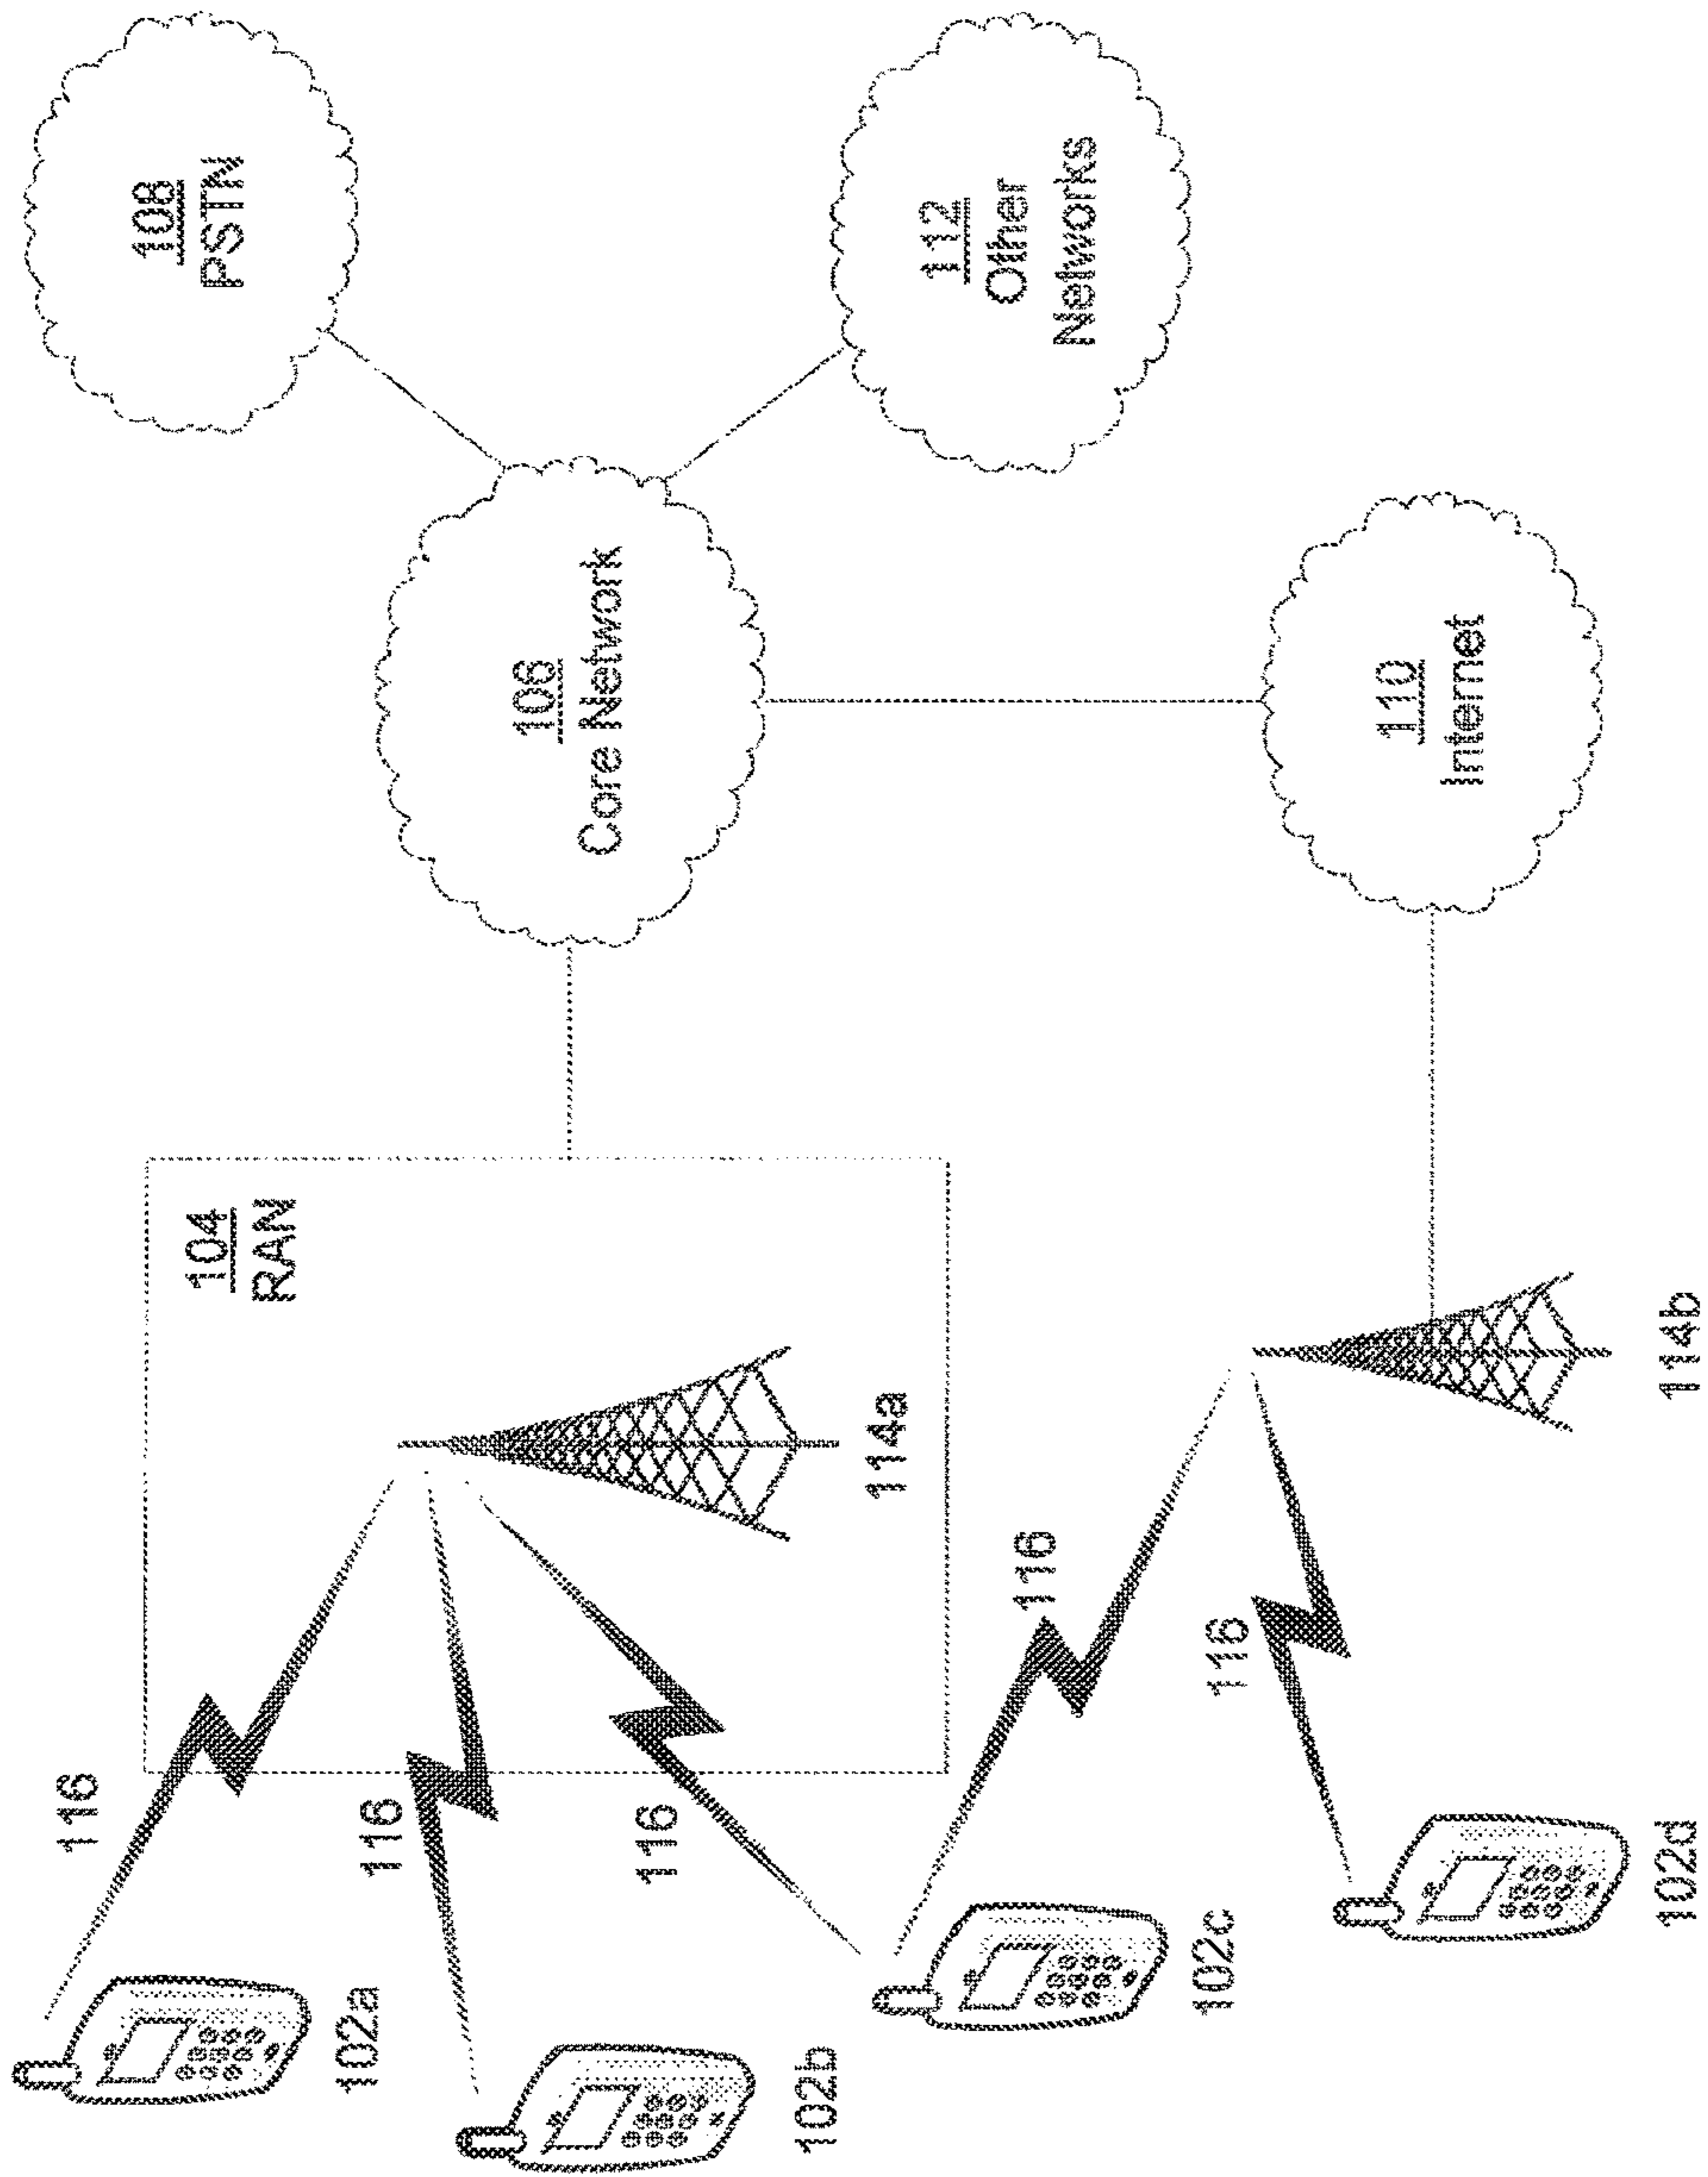 108
PSTN
106
Core Network
112
Other
Networks
104
RAN
110
Internet
114a
114b
116
116
116
116
116
102a
102b
102c
102d